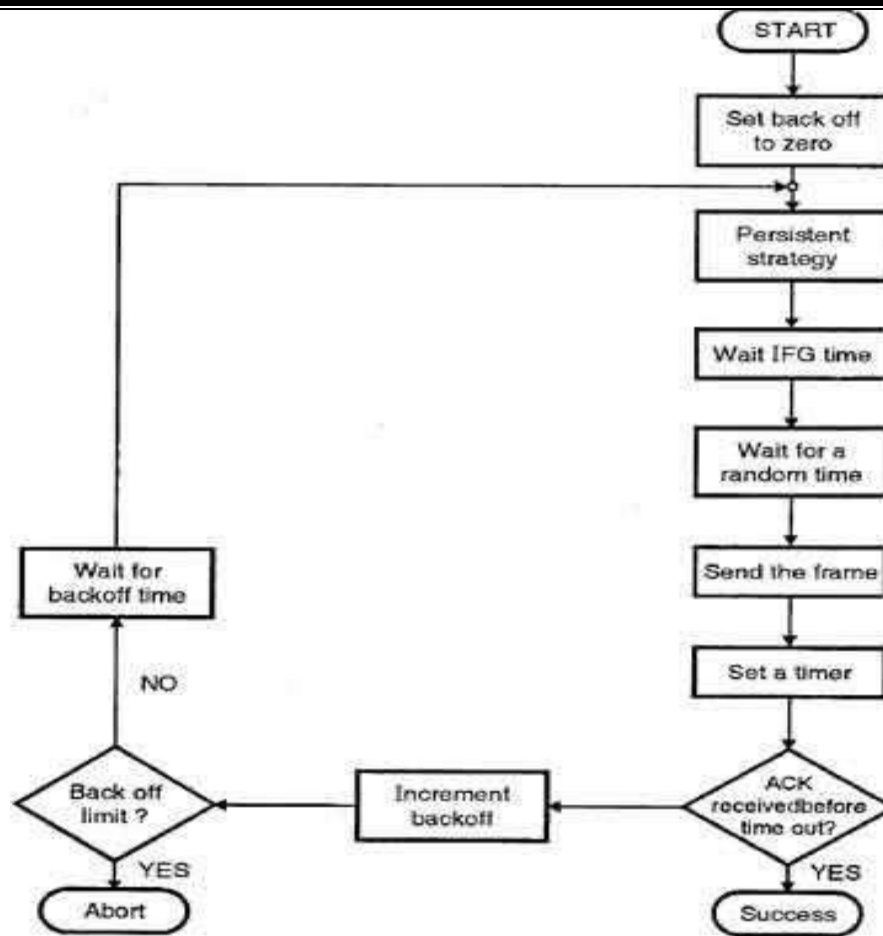 START
Set back off
to zero
Persistent
strategy
Wait IFG time
Wait for a
random time
Send the frame
Set a timer
ACK
receivedbefore
time out?
YES
Success
Increment
backoff
Back off
limit ?
NO
Wait for
backoff time
YES
Abort